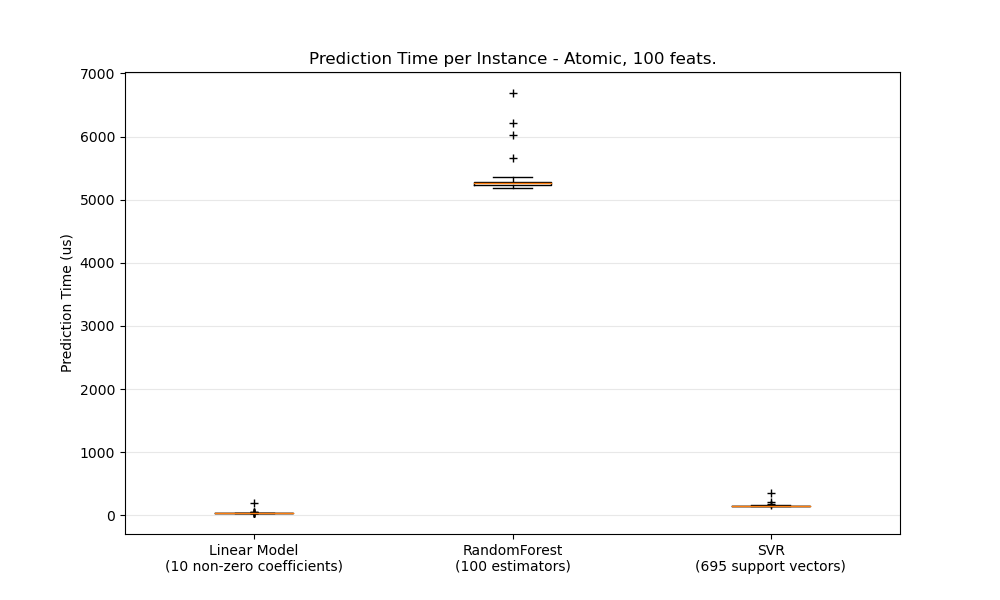 Prediction Time per Instance - Atomic, 100 feats.
Prediction Time (us)
7000
6000
5000
4000
3000
2000
1000
0
Linear Model
(10 non-zero coefficients)
RandomForest
(100 estimators)
SVR
(695 support vectors)